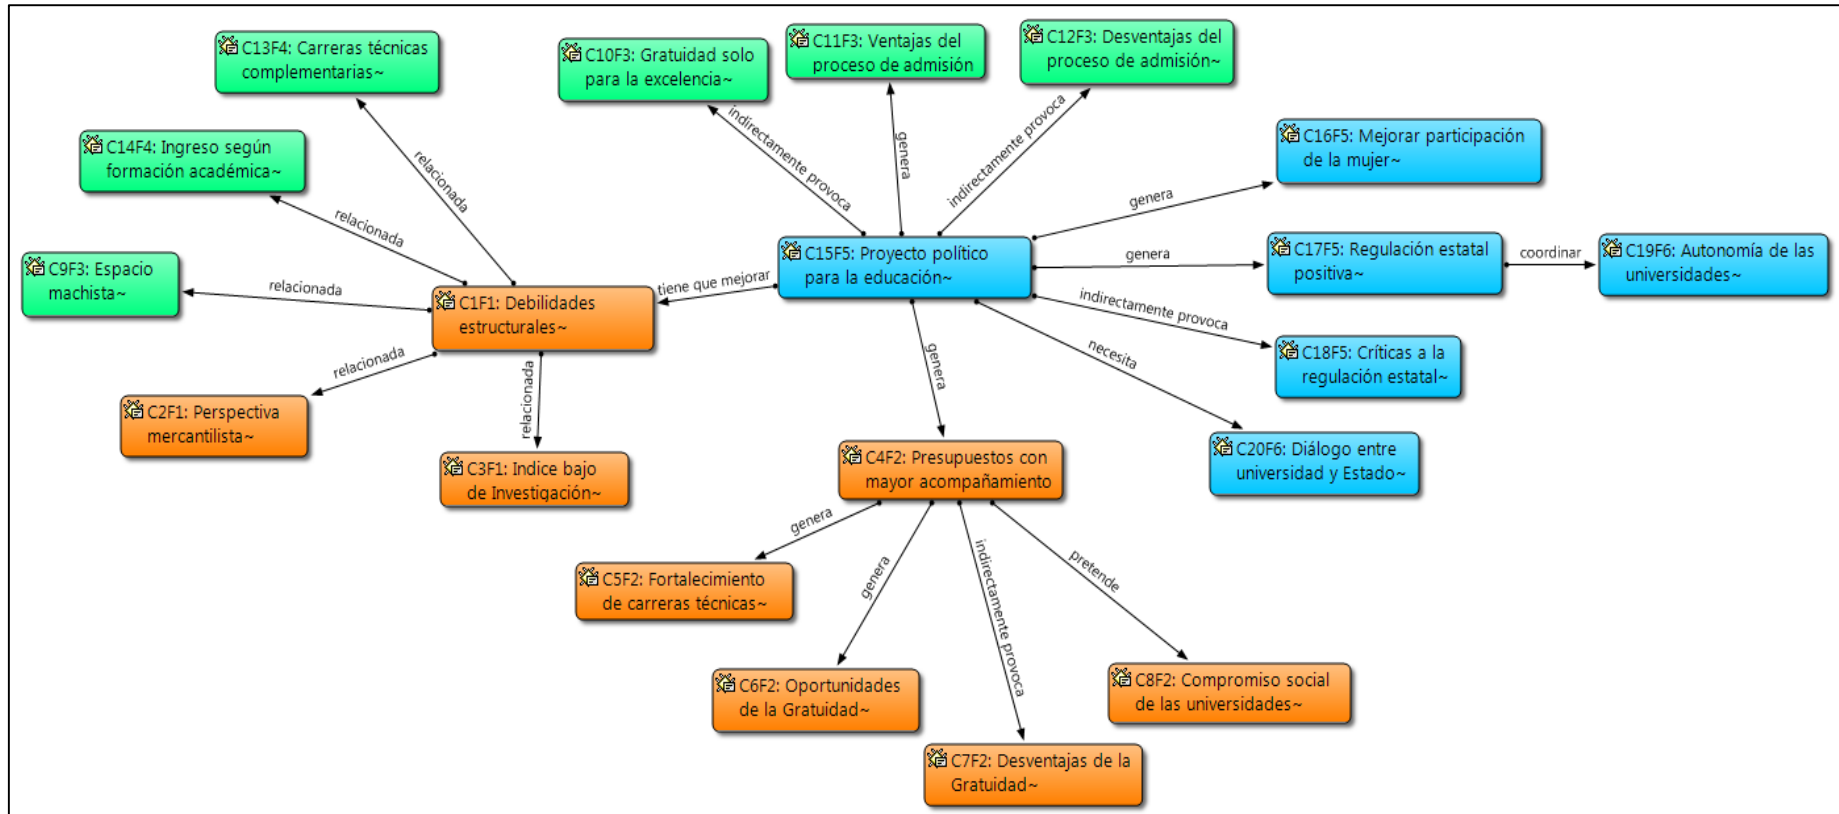 C13F4: Carreras técnicas
complementarias~
C10F3: Gratuidad solo
para la excelencia~
C11F3: Ventajas del
proceso de admisión
C12F3: Desventajas del
proceso de admisión~
C14F4: Ingreso según
formación académica~
C16F5: Mejorar participación
de la mujer~
relacionada
indirectamente provoca
genera
indirectamente provoca
relacionada
genera
C9F3: Espacio
machista~
relacionada
C15F5: Proyecto político
para la educación~
genera
C17F5: Regulación estatal
positiva~
coordinar
C19F6: Autonomía de las
universidades~
tiene que mejorar
C1F1: Debilidades
estructurales~
indirectamente provoca
C18F5: Críticas a la
regulación estatal~
relacionada
relacionada
genera
necesita
C2F1: Perspectiva
mercantilista~
C3F1: Indice bajo
de Investigación~
C4F2: Presupuestos con
mayor acompañamiento
C20F6: Diálogo entre
universidad y Estado~
genera
genera
indirectamente provoca
pretende
C5F2: Fortalecimiento
de carreras técnicas~
C6F2: Oportunidades
de la Gratuidad~
C8F2: Compromiso social
de las universidades~
C7F2: Desventajas de la
Gratuidad~